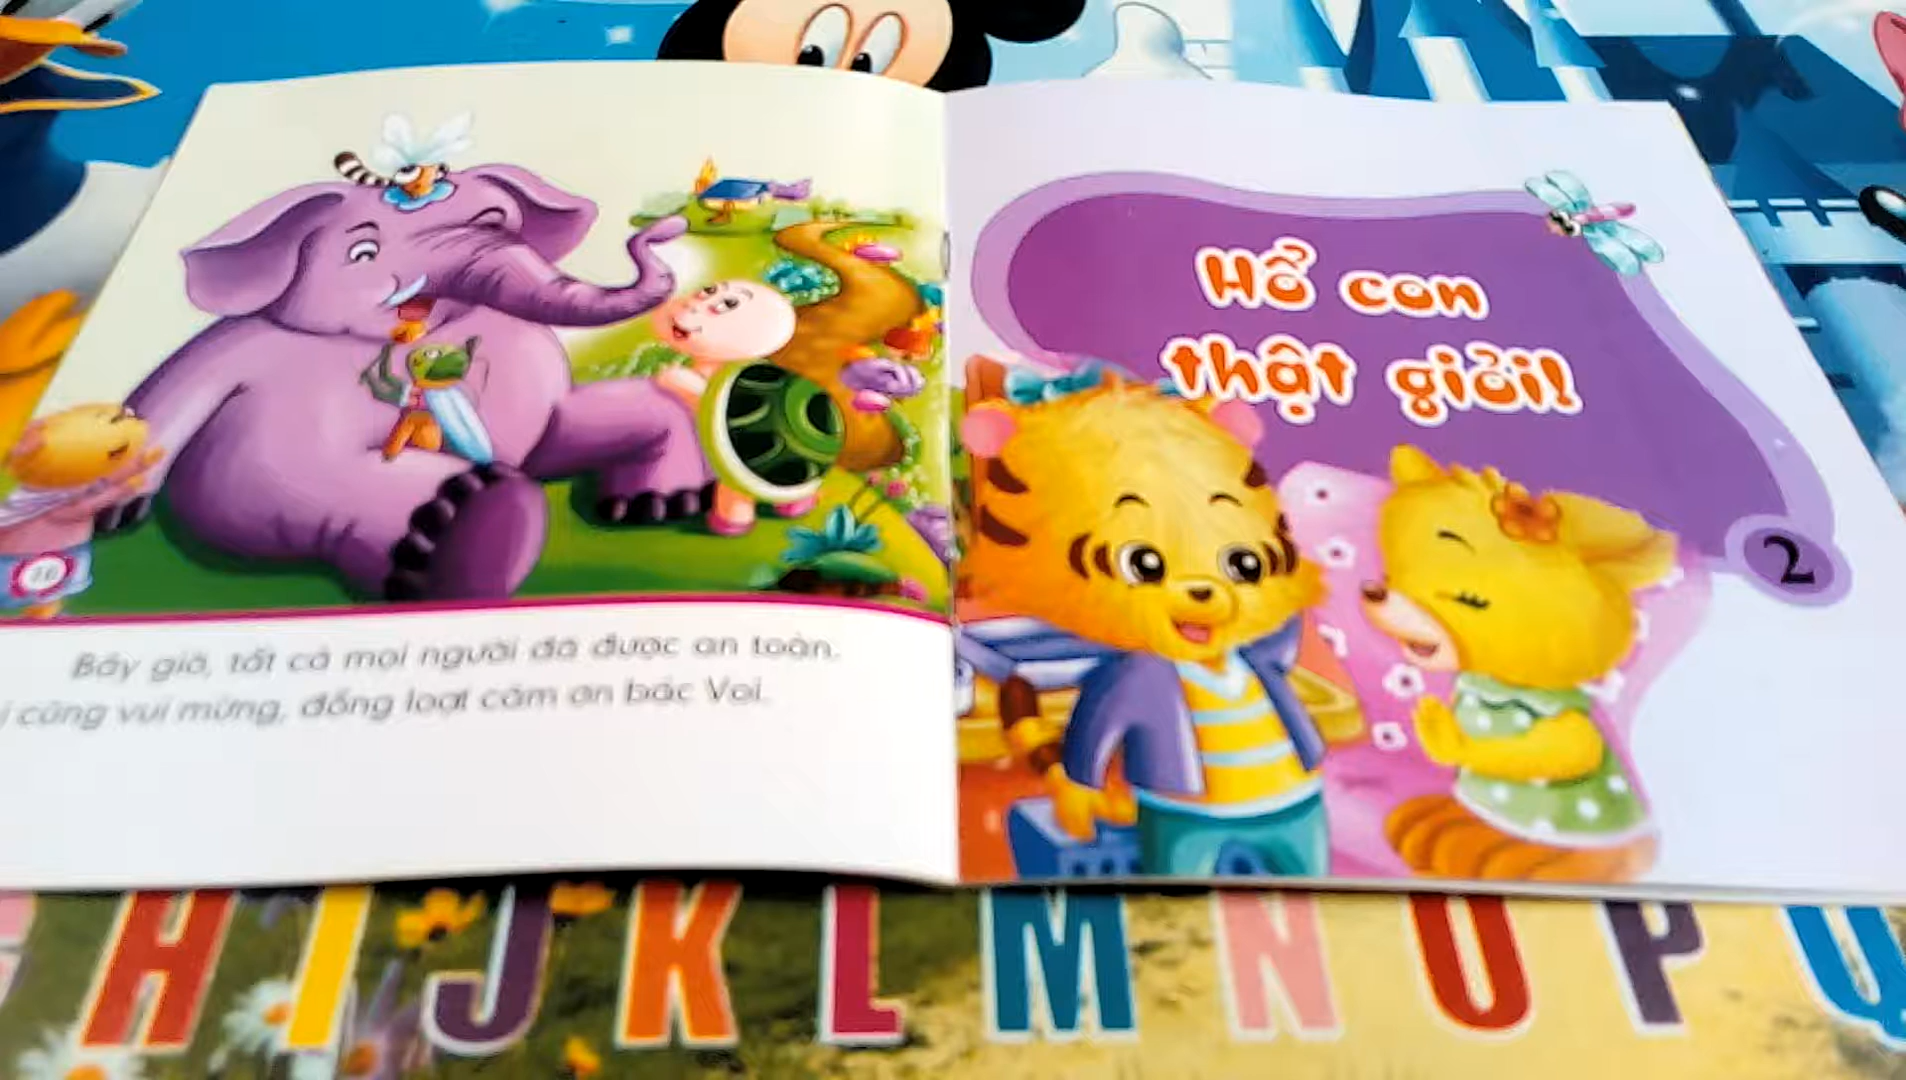 16
Bây giờ, tất cả mọi người đã được an toàn.
cũng vui mừng, đồng loạt cảm ơn bác Voi.
Hổ con
thật giỏi!
2
H I J K L M N O P Q